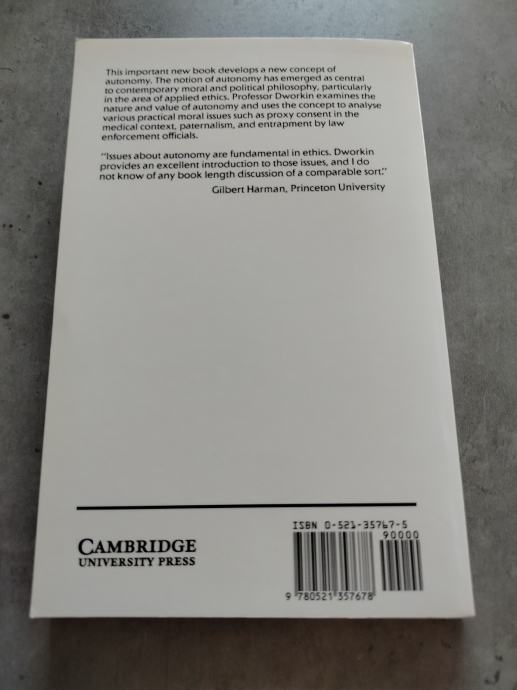 This important new book develops a new concept of
autonomy. The notion of autonomy has emerged as central
to contemporary moral and political philosophy, particularly
in the area of applied ethics. Professor Dworkin examines the
nature and value of autonomy and uses the concept to analyse
various practical moral issues such as proxy consent in the
medical context, paternalism, and entrapment by law
enforcement officials.
"Issues about autonomy are fundamental in ethics. Dworkin
provides an excellent introduction to those issues, and I do
not know of any book length discussion of a comparable sort."
Gilbert Harman, Princeton University
CAMBRIDGE
UNIVERSITY PRESS
ISBN 0-521-35767-5
90000
9 780521 357678